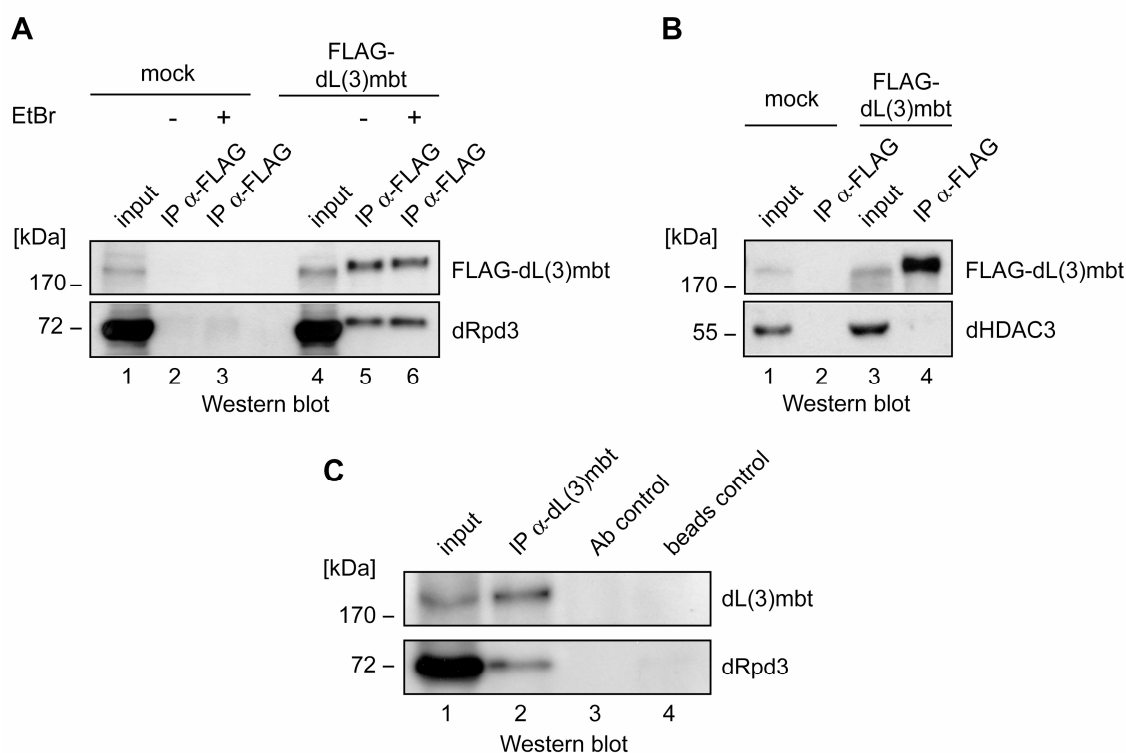 A
mock
FLAG-
dL(3)mbt
EtBr - + - +
input IP α-FLAG IP α-FLAG input IP α-FLAG IP α-FLAG
[kDa]
170 FLAG-dL(3)mbt
72 dRpd3
1 2 3 4 5 6
Western blot
B
mock
FLAG-
dL(3)mbt
input IP α-FLAG input IP α-FLAG
[kDa]
170 FLAG-dL(3)mbt
55 dHDAC3
1 2 3 4
Western blot
C
input IP α-dL(3)mbt Ab control beads control
[kDa]
170 dL(3)mbt
72 dRpd3
1 2 3 4
Western blot